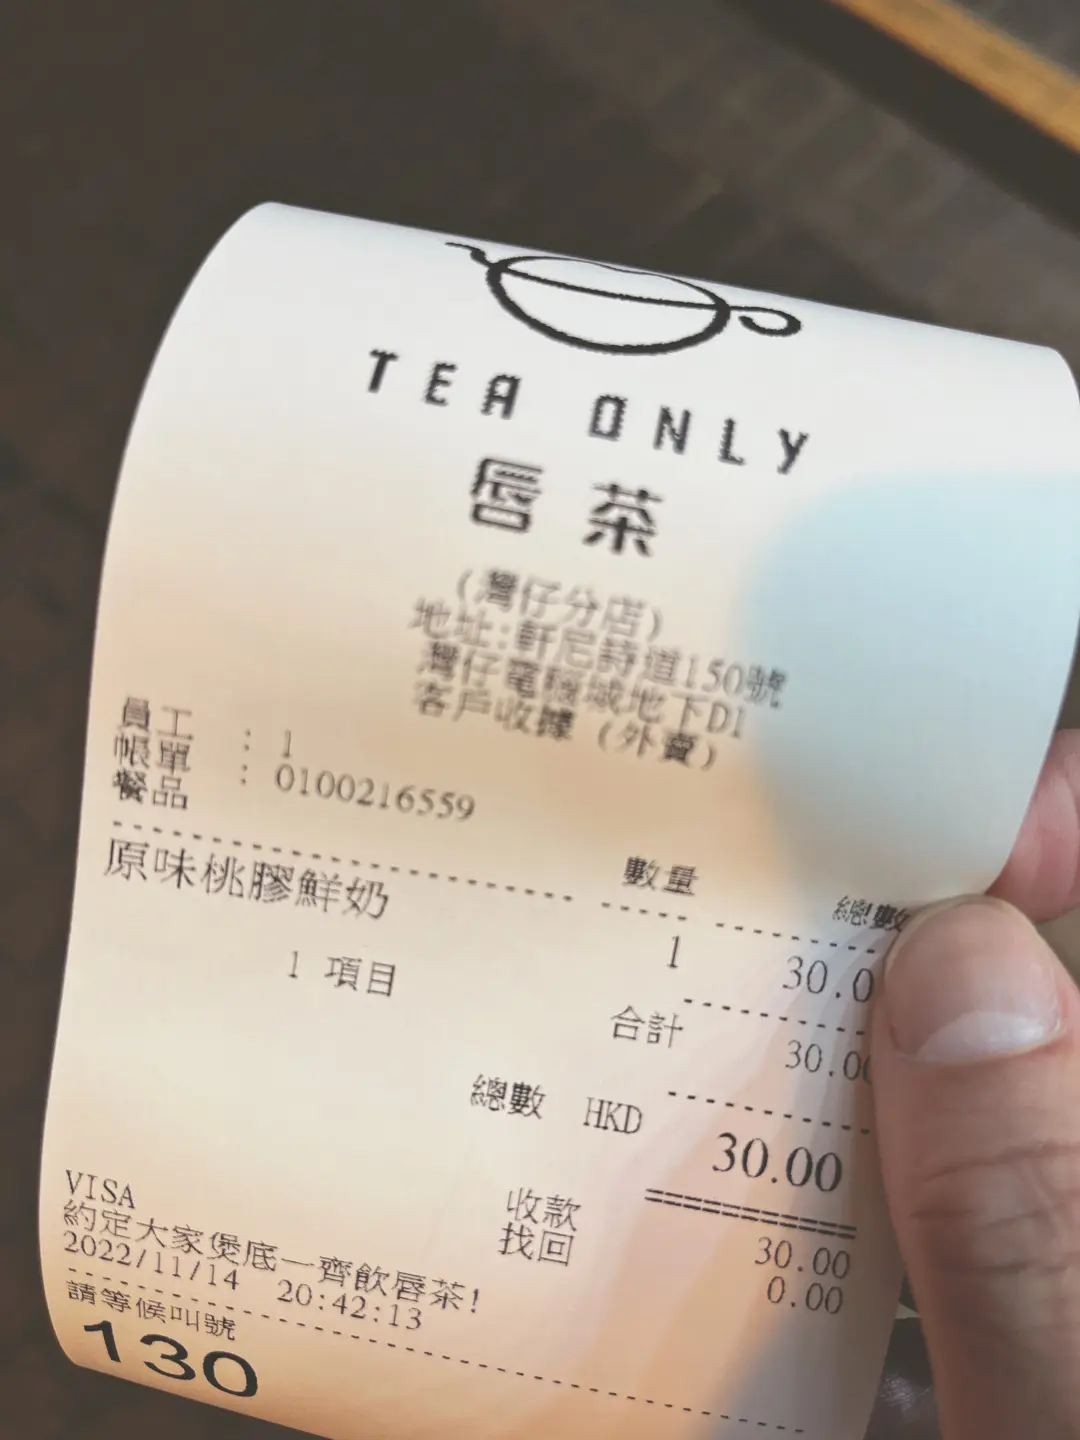 TEA ONLY
唇茶
(灣仔分店)
地址:軒尼詩道150號
灣仔電腦城地下D1
客戶收據 (外賣)
員工 : 1
帳單 : 0100216559
餐品 數量 總數
原味桃膠鮮奶 1 30.0
1 項目
合計 30.00
總數 HKD 30.00
VISA 收款 30.00
找回 0.00
約定大家煲底一齊飲唇茶!
2022/11/14 20:42:13
請等候叫號
130